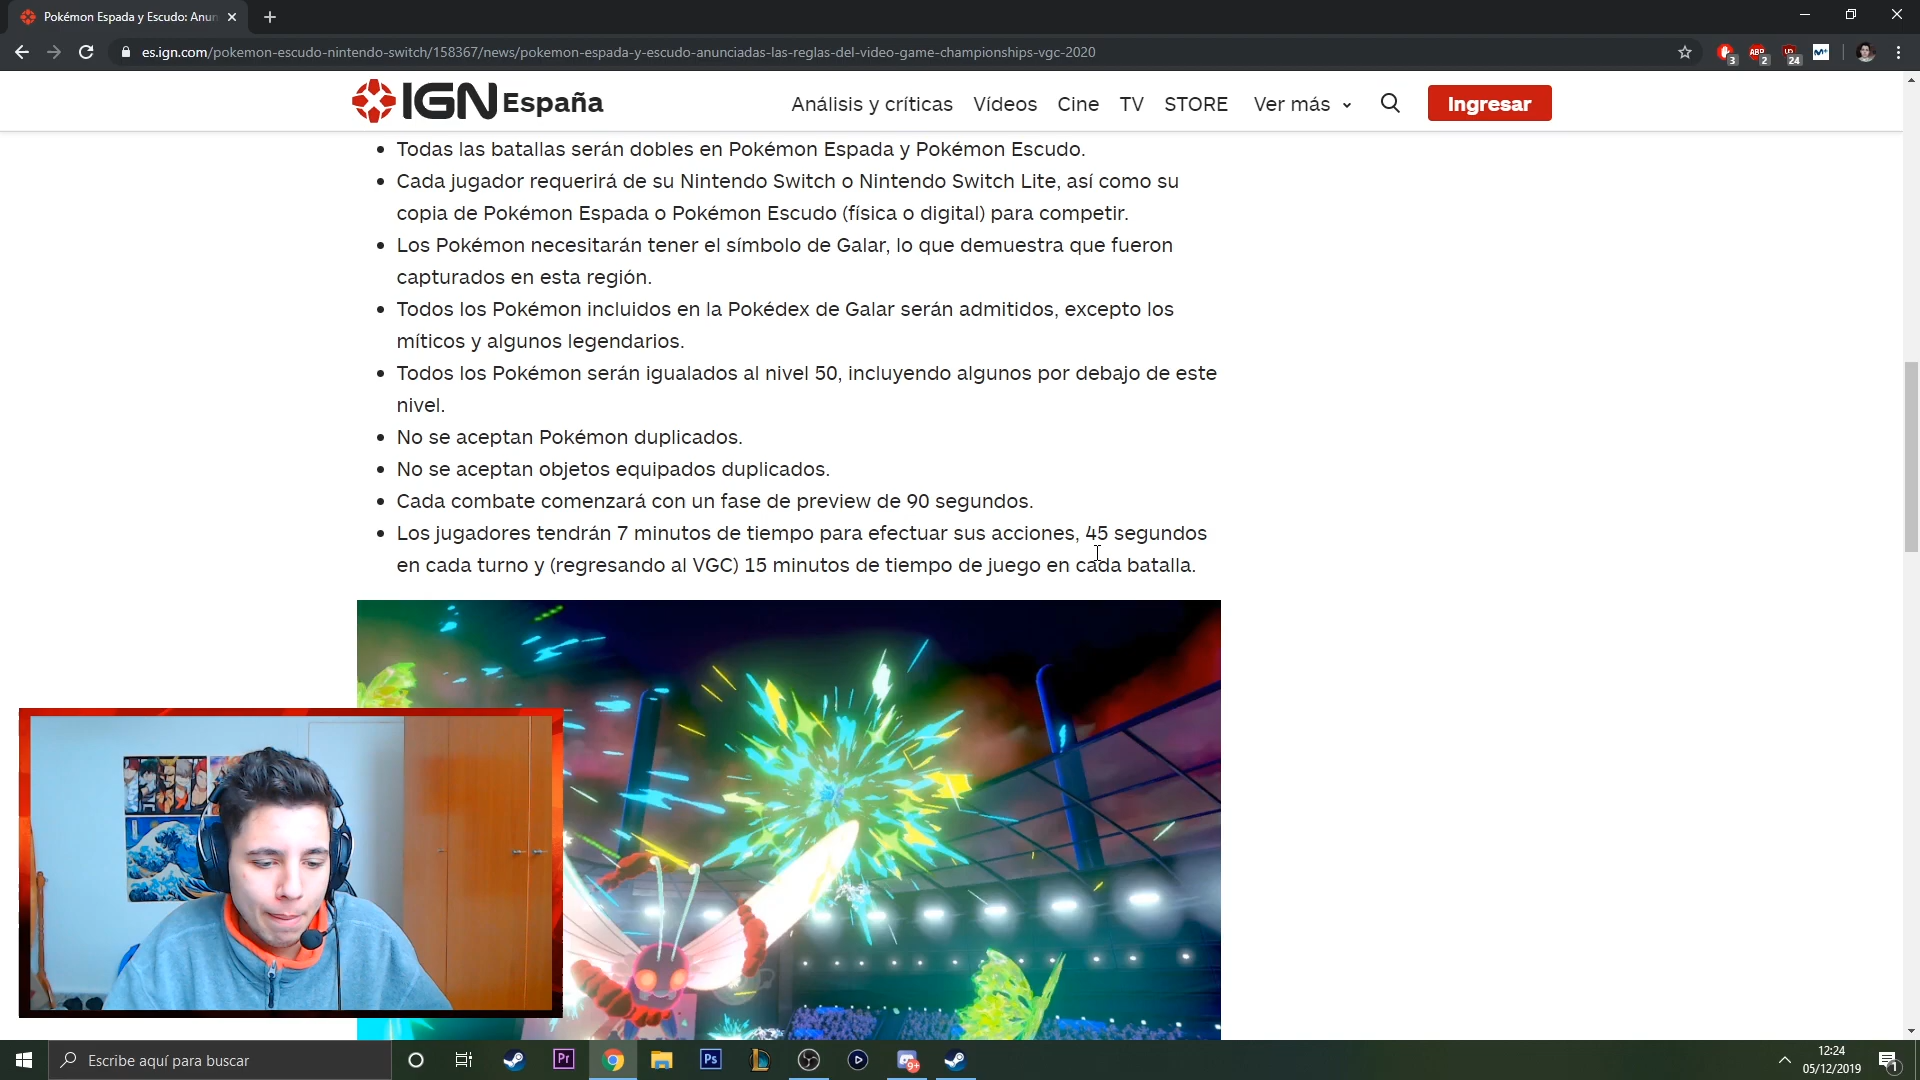 Pokémon Espada y Escudo: Anun
es.ign.com/pokemon-escudo-nintendo-switch/158367/news/pokemon-espada-y-escudo-anunciadas-las-reglas-del-video-game-championships-vgc-2020
3
ABP
2
24
IGN España
Análisis y críticas Vídeos Cine TV STORE Ver más
Ingresar
Todas las batallas serán dobles en Pokémon Espada y Pokémon Escudo.
Cada jugador requerirá de su Nintendo Switch o Nintendo Switch Lite, así como su
copia de Pokémon Espada o Pokémon Escudo (física o digital) para competir.
Los Pokémon necesitarán tener el símbolo de Galar, lo que demuestra que fueron
capturados en esta región.
Todos los Pokémon incluidos en la Pokédex de Galar serán admitidos, excepto los
míticos y algunos legendarios.
Todos los Pokémon serán igualados al nivel 50, incluyendo algunos por debajo de este
nivel.
No se aceptan Pokémon duplicados.
No se aceptan objetos equipados duplicados.
Cada combate comenzará con un fase de preview de 90 segundos.
Los jugadores tendrán 7 minutos de tiempo para efectuar sus acciones, 45 segundos
en cada turno y (regresando al VGC) 15 minutos de tiempo de juego en cada batalla.
Escribe aquí para buscar
Pr
Ps
9+
12:24
05/12/2019
1